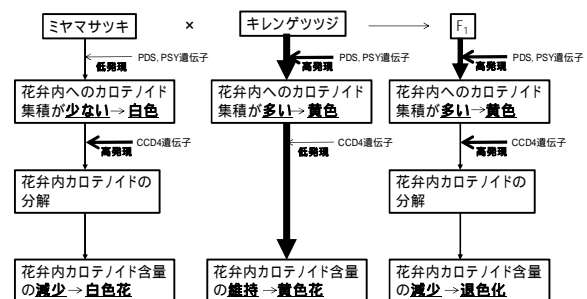 ミヤマサツキ × キレンゲツツジ F₁
PDS, PSY遺伝子 PDS, PSY遺伝子 PDS, PSY遺伝子
低発現 高発現 高発現
花弁内へのカロテノイド 花弁内へのカロテノイド 花弁内へのカロテノイド
集積が少ない→白色 集積が多い→黄色 集積が多い→黄色
CCD4遺伝子 CCD4遺伝子 CCD4遺伝子
高発現 低発現 高発現
花弁内カロテノイドの 花弁内カロテノイドの
分解 分解
花弁内カロテノイド含量 花弁内カロテノイド含量 花弁内カロテノイド含量
の減少→白色花 の維持→黄色花 の減少→退色化